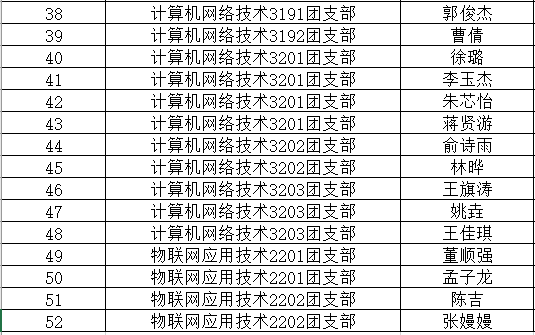 38 计算机网络技术3191团支部 郭俊杰
39 计算机网络技术3192团支部 曹倩
40 计算机网络技术3201团支部 徐璐
41 计算机网络技术3201团支部 李玉杰
42 计算机网络技术3201团支部 朱芯怡
43 计算机网络技术3201团支部 蒋贤游
44 计算机网络技术3202团支部 俞诗雨
45 计算机网络技术3202团支部 林晔
46 计算机网络技术3203团支部 王旗涛
47 计算机网络技术3203团支部 姚垚
48 计算机网络技术3203团支部 王佳琪
49 物联网应用技术2201团支部 董顺强
50 物联网应用技术2201团支部 孟子龙
51 物联网应用技术2202团支部 陈吉
52 物联网应用技术2202团支部 张嫚嫚